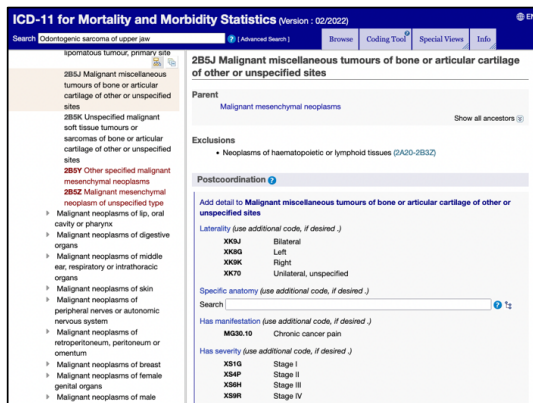 ICD-11 for Mortality and Morbidity Statistics (Version : 02/2022)
EN
Search Odontogenic sarcoma of upper jaw
[ Advanced Search ]
Browse
Coding Tool
Special Views
Info
lipomatous tumour, primary site
2B5J Malignant miscellaneous
tumours of bone or articular
cartilage of other or unspecified
sites
2B5K Unspecified malignant
soft tissue tumours or
sarcomas of bone or articular
cartilage of other or unspecified
sites
2B5Y Other specified malignant
mesenchymal neoplasms
2B5Z Malignant mesenchymal
neoplasm of unspecified type
Malignant neoplasms of lip, oral
cavity or pharynx
Malignant neoplasms of digestive
organs
Malignant neoplasms of middle
ear, respiratory or intrathoracic
organs
Malignant neoplasms of skin
Malignant neoplasms of
peripheral nerves or autonomic
nervous system
Malignant neoplasms of
retroperitoneum, peritoneum or
omentum
Malignant neoplasms of breast
Malignant neoplasms of female
genital organs
Malignant neoplasms of male
2B5J Malignant miscellaneous tumours of bone or articular cartilage
of other or unspecified sites
Parent
Malignant mesenchymal neoplasms
Show all ancestors
Exclusions
• Neoplasms of haematopoietic or lymphoid tissues (2A20-2B3Z)
Postcoordination
Add detail to Malignant miscellaneous tumours of bone or articular cartilage of other or
unspecified sites
Laterality (use additional code, if desired .)
XK9J Bilateral
XK8G Left
XK9K Right
XK70 Unilateral, unspecified
Specific anatomy (use additional code, if desired .)
Search
Has manifestation (use additional code, if desired .)
MG30.10 Chronic cancer pain
Has severity (use additional code, if desired .)
XS1G Stage I
XS4P Stage II
XS6H Stage III
XS9R Stage IV